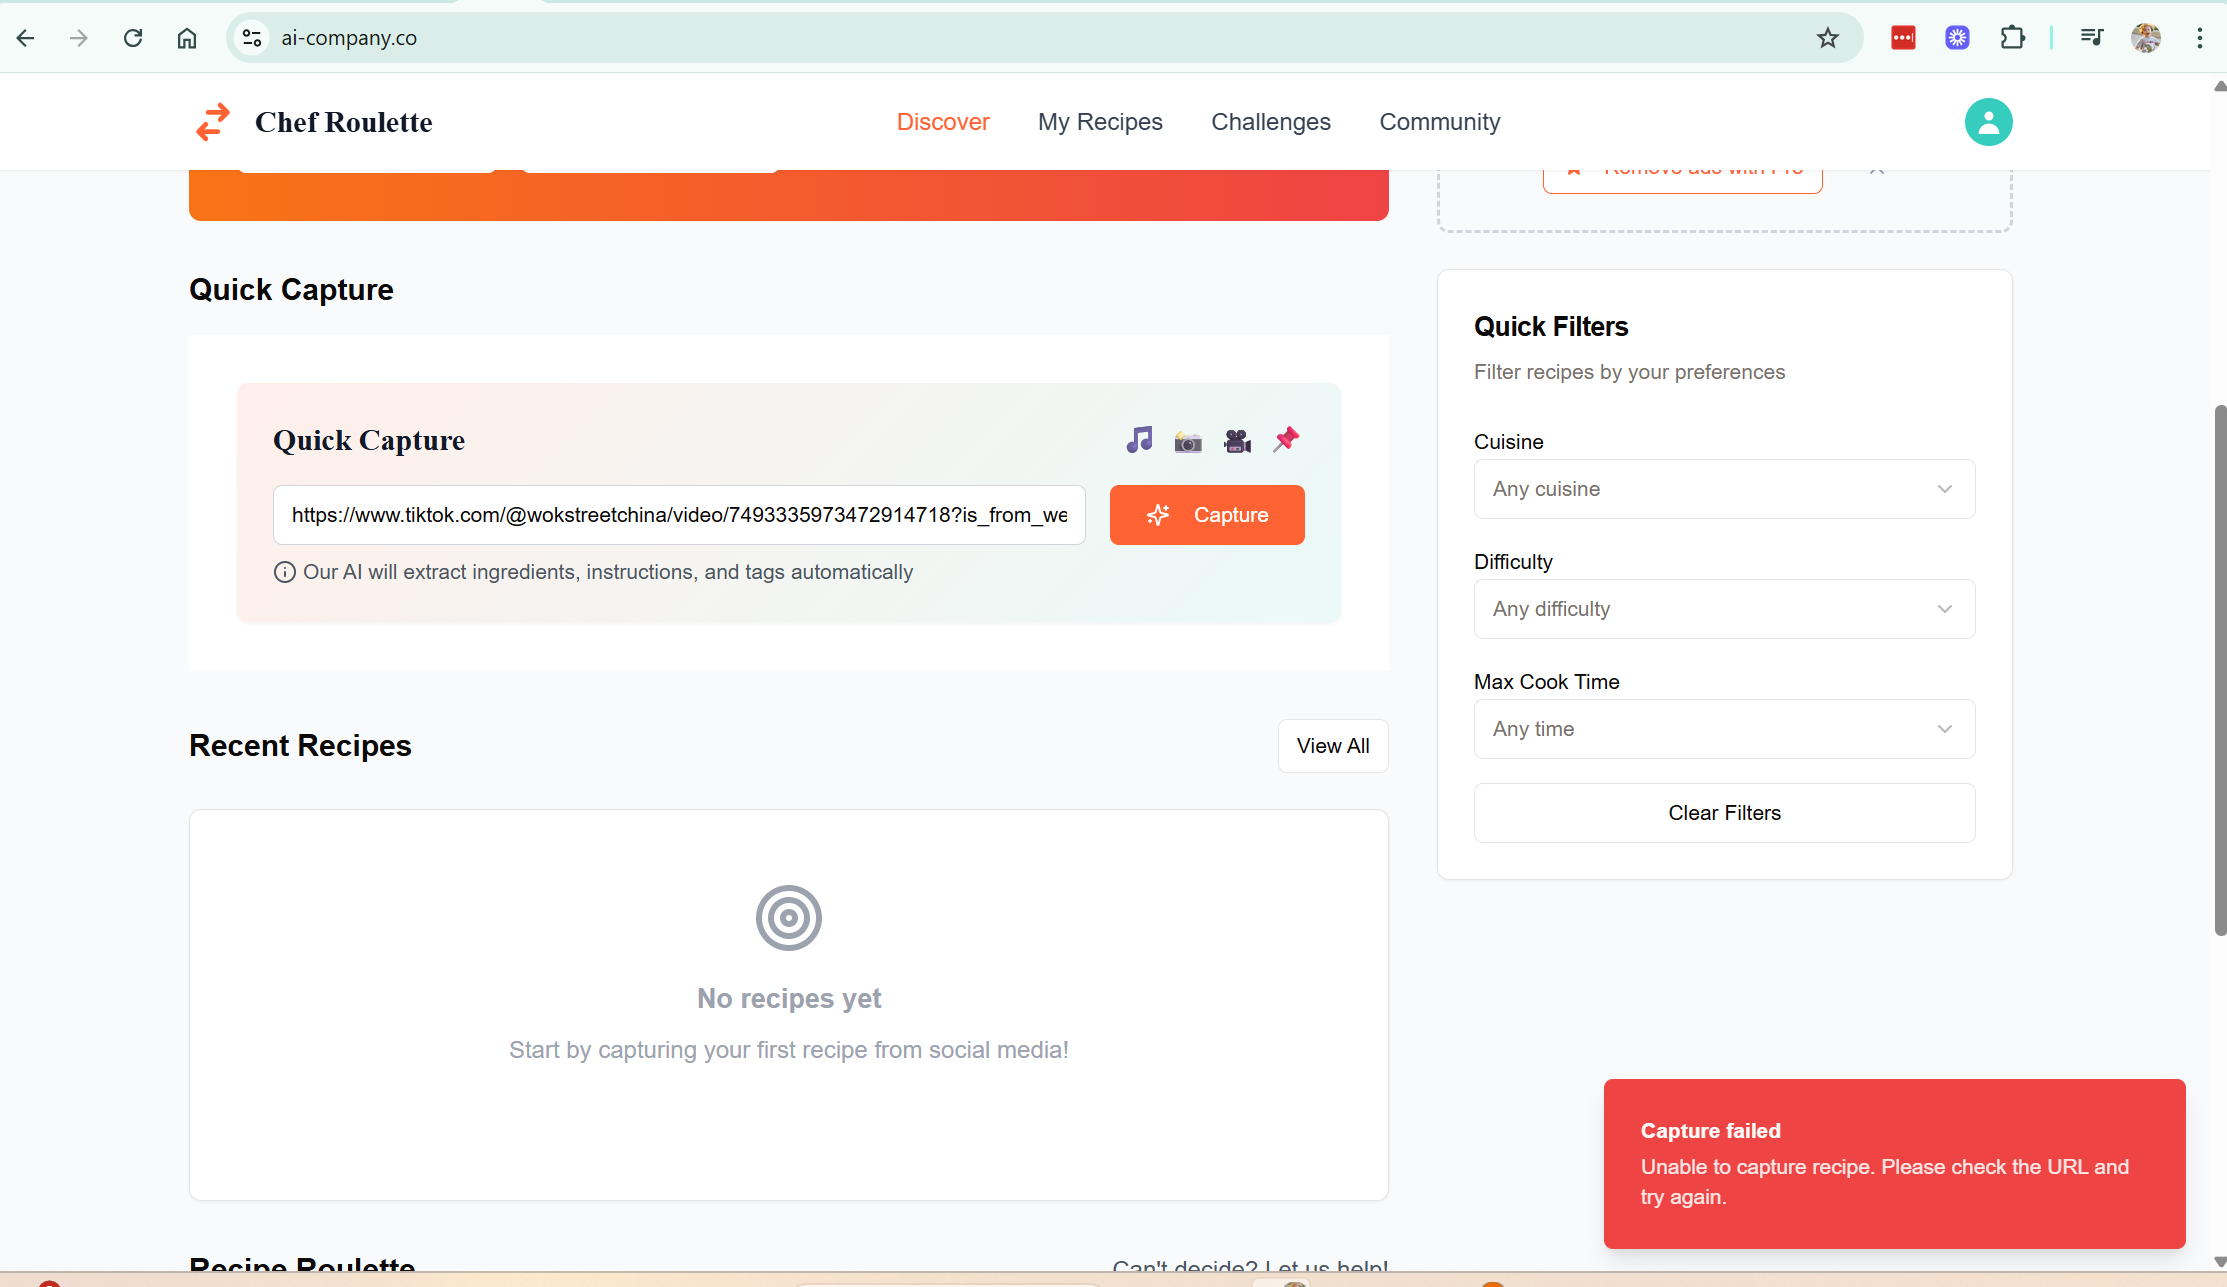 ai-company.co
Chef Roulette
Discover
My Recipes
Challenges
Community
Remove ads with Pro
Quick Capture
Quick Capture
https://www.tiktok.com/@wokstreetchina/video/7493335973472914718?is_from_we
Capture
Our AI will extract ingredients, instructions, and tags automatically
Recent Recipes
View All
No recipes yet
Start by capturing your first recipe from social media!
Recipe Roulette
Can't decide? Let us help!
Quick Filters
Filter recipes by your preferences
Cuisine
Any cuisine
Difficulty
Any difficulty
Max Cook Time
Any time
Clear Filters
Capture failed
Unable to capture recipe. Please check the URL and
try again.